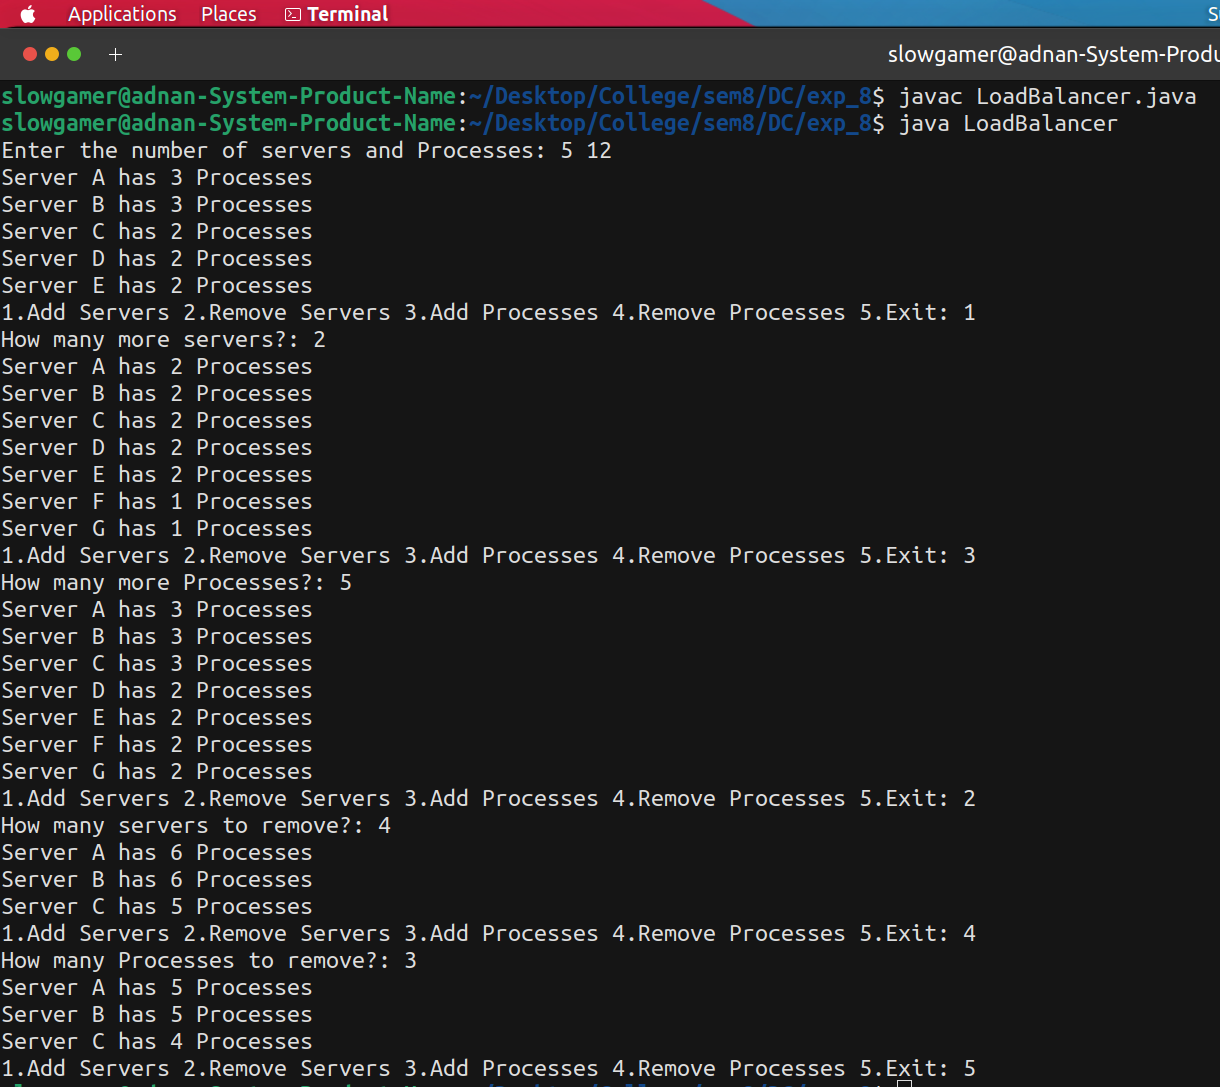 Applications Places Terminal S
slowgamer@adnan-System-Produ
slowgamer@adnan-System-Product-Name:~/Desktop/College/sem8/DC/exp_8$ javac LoadBalancer.java
slowgamer@adnan-System-Product-Name:~/Desktop/College/sem8/DC/exp_8$ java LoadBalancer
Enter the number of servers and Processes: 5 12
Server A has 3 Processes
Server B has 3 Processes
Server C has 2 Processes
Server D has 2 Processes
Server E has 2 Processes
1.Add Servers 2.Remove Servers 3.Add Processes 4.Remove Processes 5.Exit: 1
How many more servers?: 2
Server A has 2 Processes
Server B has 2 Processes
Server C has 2 Processes
Server D has 2 Processes
Server E has 2 Processes
Server F has 1 Processes
Server G has 1 Processes
1.Add Servers 2.Remove Servers 3.Add Processes 4.Remove Processes 5.Exit: 3
How many more Processes?: 5
Server A has 3 Processes
Server B has 3 Processes
Server C has 3 Processes
Server D has 2 Processes
Server E has 2 Processes
Server F has 2 Processes
Server G has 2 Processes
1.Add Servers 2.Remove Servers 3.Add Processes 4.Remove Processes 5.Exit: 2
How many servers to remove?: 4
Server A has 6 Processes
Server B has 6 Processes
Server C has 5 Processes
1.Add Servers 2.Remove Servers 3.Add Processes 4.Remove Processes 5.Exit: 4
How many Processes to remove?: 3
Server A has 5 Processes
Server B has 5 Processes
Server C has 4 Processes
1.Add Servers 2.Remove Servers 3.Add Processes 4.Remove Processes 5.Exit: 5